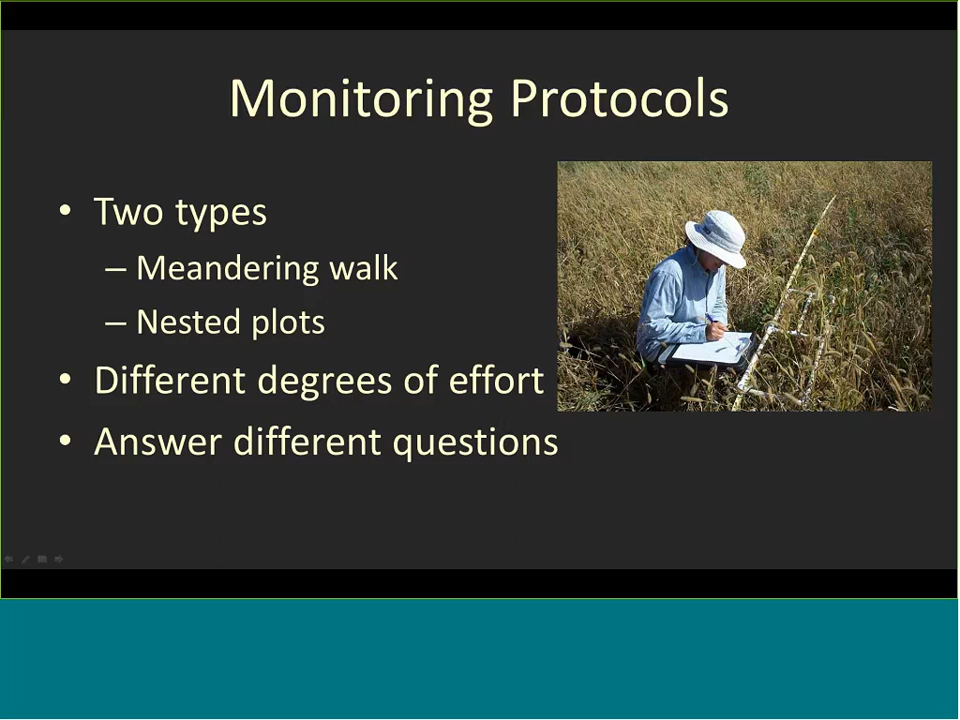 Monitoring Protocols
• Two types
– Meandering walk
– Nested plots
• Different degrees of effort
• Answer different questions